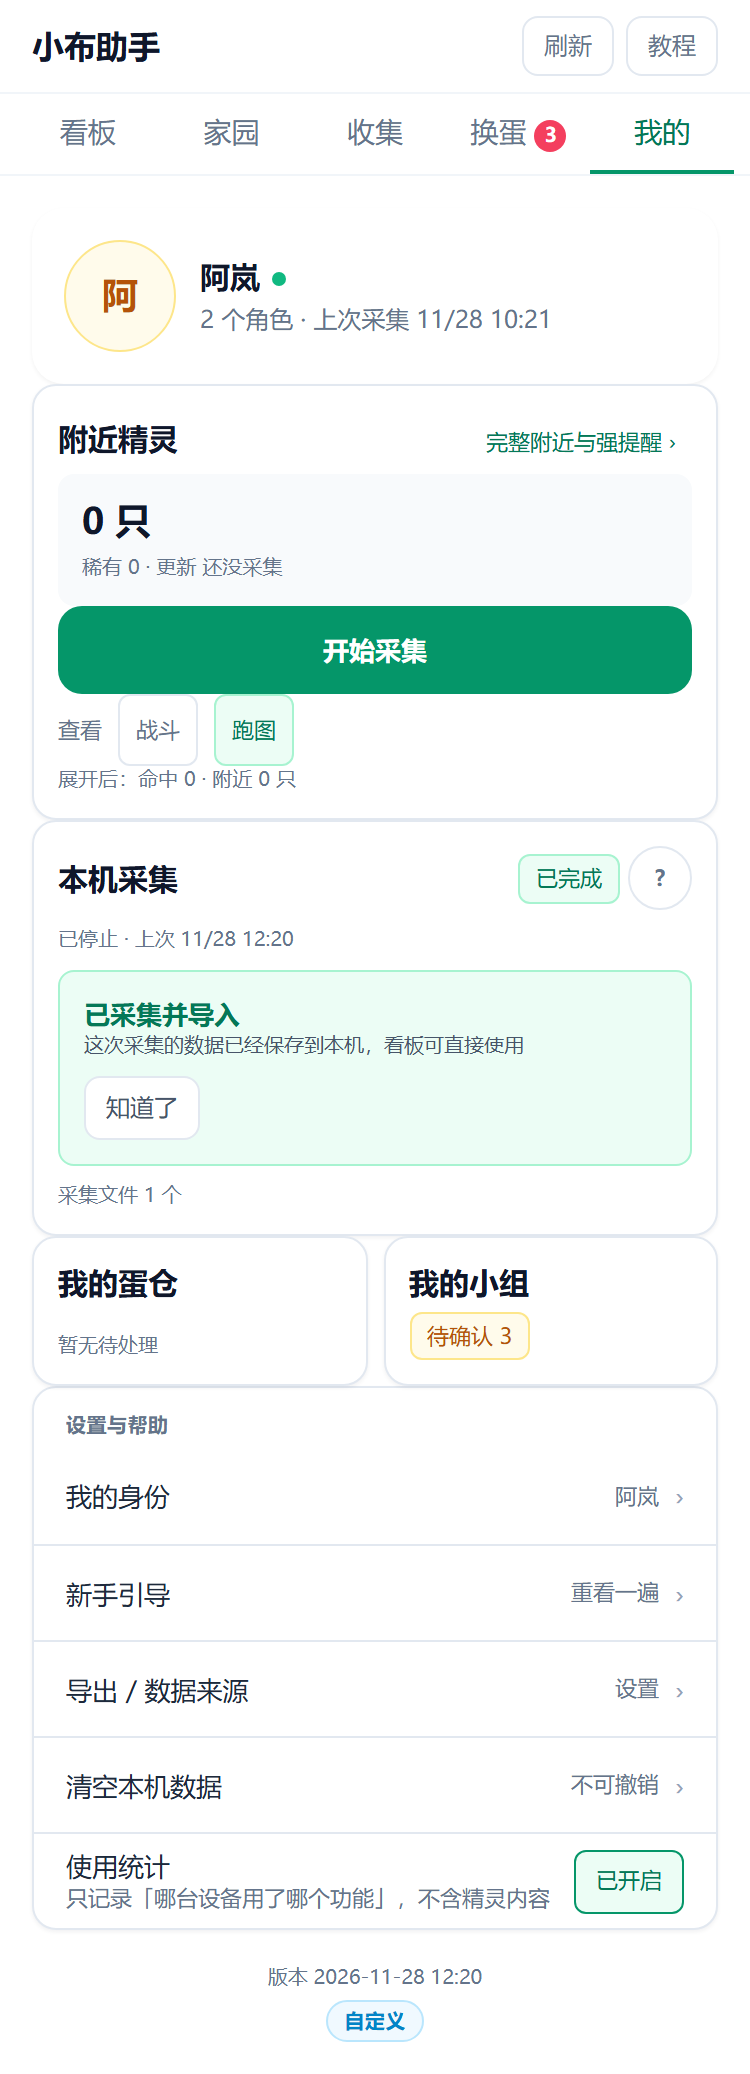 小布助手
刷新
教程
看板
家园
收集
换蛋 3
我的
阿
阿岚
2 个角色 · 上次采集 11/28 10:21
附近精灵
完整附近与强提醒 ›
0 只
稀有 0 · 更新 还没采集
开始采集
查看 战斗 跑图
展开后：命中 0 · 附近 0 只
本机采集
已完成
?
已停止 · 上次 11/28 12:20
已采集并导入
这次采集的数据已经保存到本机，看板可直接使用
知道了
采集文件 1 个
我的蛋仓
暂无待处理
我的小组
待确认 3
设置与帮助
我的身份 阿岚 ›
新手引导 重看一遍 ›
导出 / 数据来源 设置 ›
清空本机数据 不可撤销 ›
使用统计
只记录「哪台设备用了哪个功能」，不含精灵内容
已开启
版本 2026-11-28 12:20
自定义